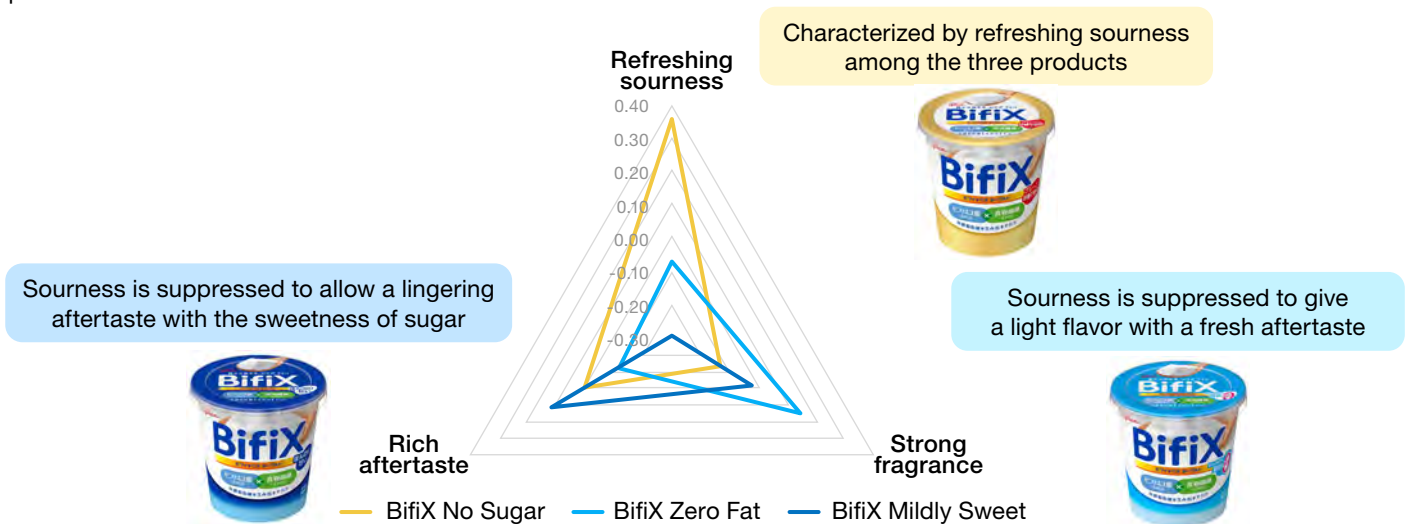 Characterized by refreshing sourness
among the three products
Refreshing
sourness
0.40
0.30
0.20
0.10
0.00
-0.10
-0.20
-0.30
BifiX
BifiX
Sourness is suppressed to allow a lingering
aftertaste with the sweetness of sugar
Sourness is suppressed to give
a light flavor with a fresh aftertaste
BifiX
BifiX
BifiX
BifiX
Rich
aftertaste
Strong
fragrance
BifiX No Sugar
BifiX Zero Fat
BifiX Mildly Sweet